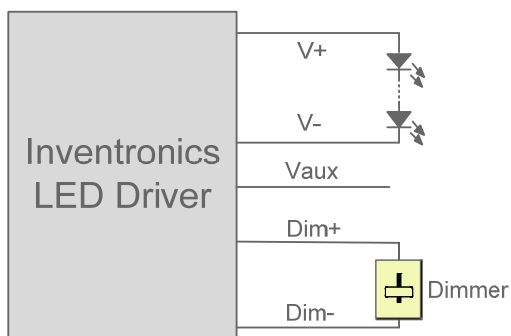 V+
V-
Inventronics
LED Driver
Vaux
Dim+
Dimmer
Dim-